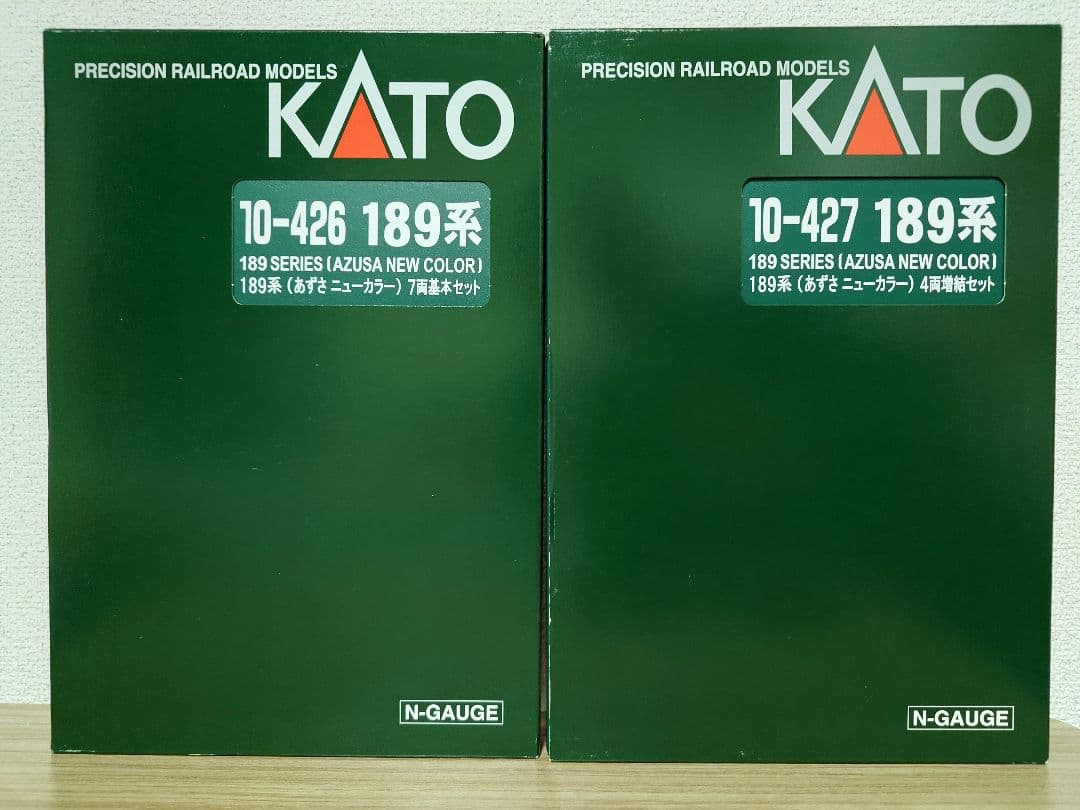 PRECISION RAILROAD MODELS
KATO
10-426 189系
189 SERIES (AZUSA NEW COLOR)
189系 (あずさ ニューカラー) 7両基本セット
N-GAUGE
PRECISION RAILROAD MODELS
KATO
10-427 189系
189 SERIES (AZUSA NEW COLOR)
189系 (あずさ ニューカラー) 4両増結セット
N-GAUGE